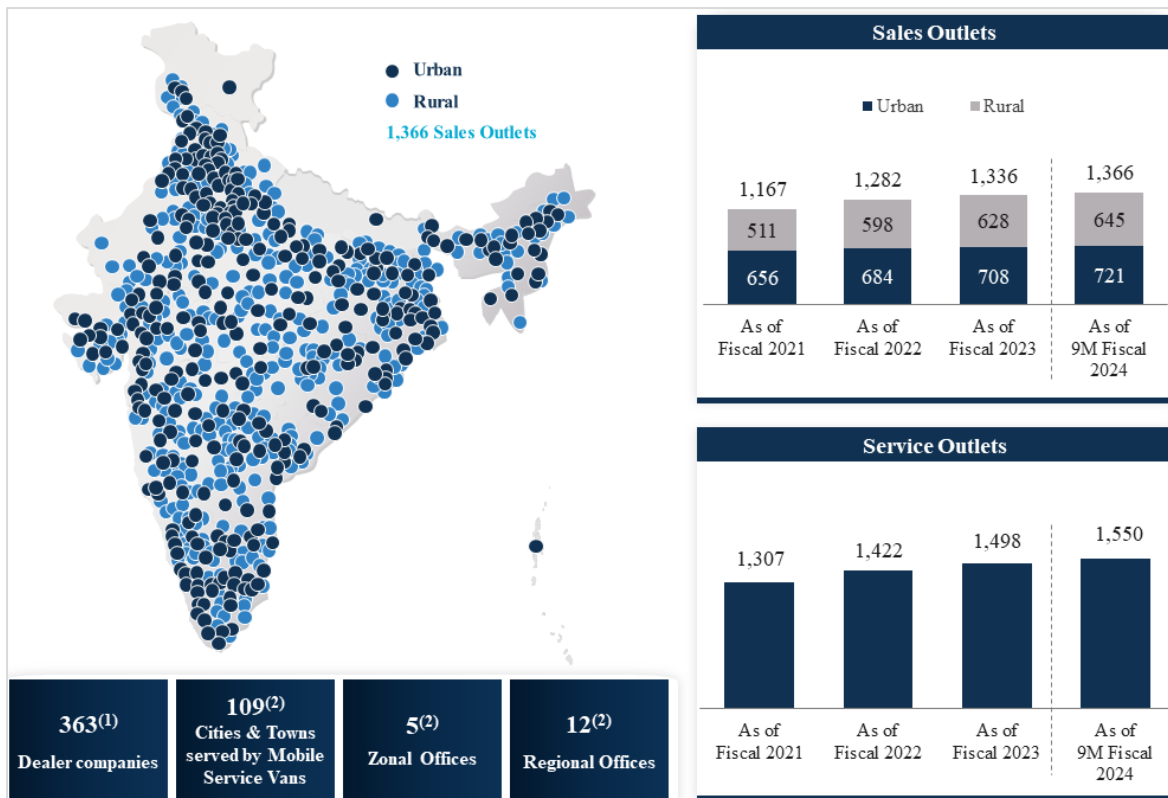 Urban
Rural
1,366 Sales Outlets
363(1)
Dealer companies
109(2)
Cities & Towns
served by Mobile
Service Vans
5(2)
Zonal Offices
12(2)
Regional Offices
Sales Outlets
Urban Rural
1,167 1,282 1,336 1,366
511 598 628 645
656 684 708 721
As of As of As of As of
Fiscal 2021 Fiscal 2022 Fiscal 2023 9M Fiscal
2024
Service Outlets
1,307 1,422 1,498 1,550
As of As of As of As of
Fiscal 2021 Fiscal 2022 Fiscal 2023 9M Fiscal
2024